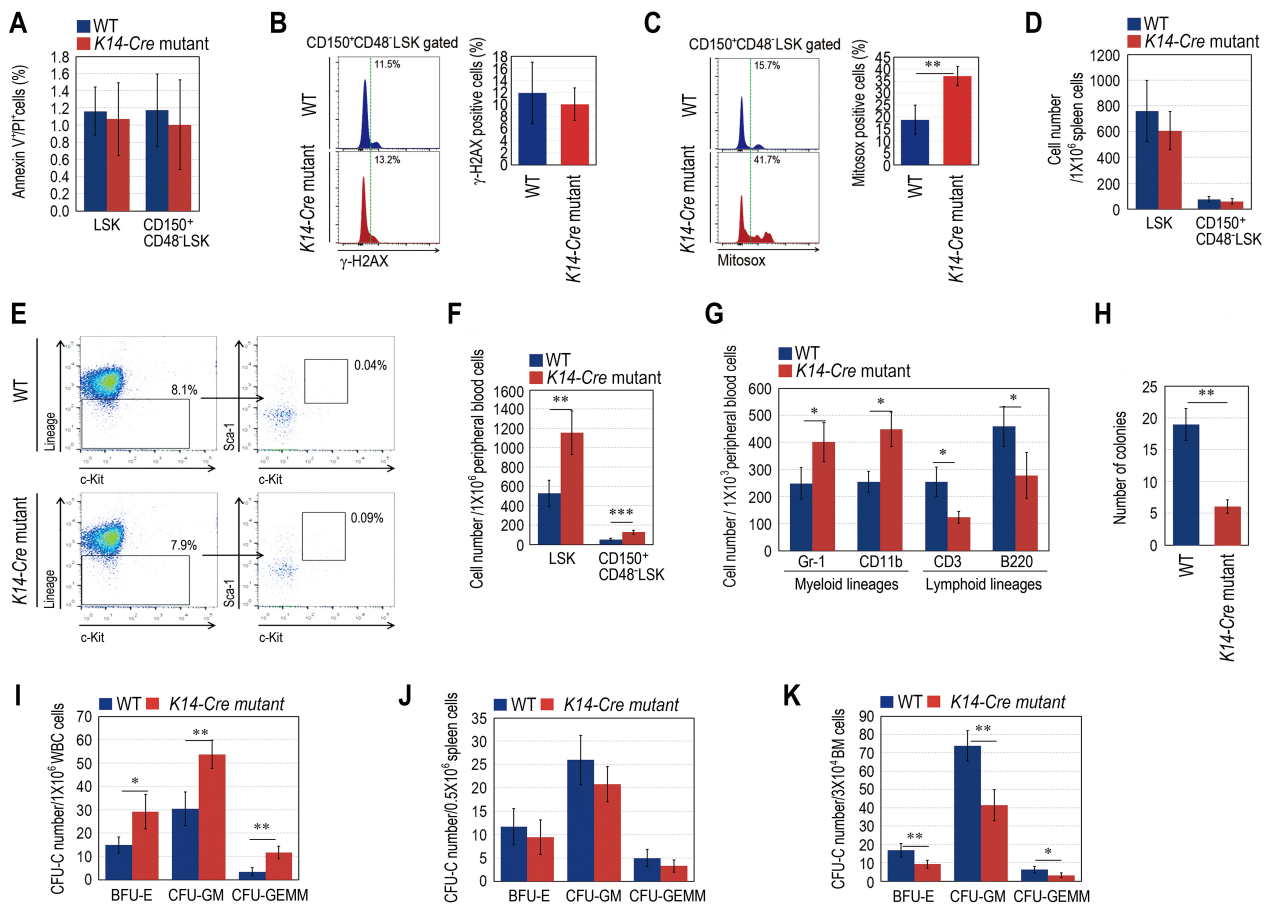 A
WT
K14-Cre mutant
Annexin V⁺/PI⁺cells (%)
1.8
1.6
1.4
1.2
1.0
0.8
0.6
0.4
0.2
0.0
LSK
CD150⁺
CD48⁻LSK
B
CD150⁺CD48⁻LSK gated
WT
11.5%
K14-Cre mutant
13.2%
γ-H2AX
γ-H2AX positive cells (%)
18
16
14
12
10
8
6
4
2
0
WT
K14-Cre mutant
C
CD150⁺CD48⁻LSK gated
WT
15.7%
K14-Cre mutant
41.7%
Mitosox
Mitosox positive cells (%)
45
40
35
30
25
20
15
10
5
0
**
WT
K14-Cre mutant
D
WT
K14-Cre mutant
Cell number
/1X10⁶ spleen cells
1200
1000
800
600
400
200
0
LSK
CD150⁺
CD48⁻LSK
E
WT
Lineage
8.1%
c-Kit
Sca-1
0.04%
c-Kit
K14-Cre mutant
Lineage
7.9%
c-Kit
Sca-1
0.09%
c-Kit
F
WT
K14-Cre mutant
Cell number/1X10⁶ peripheral blood cells
1600
1400
1200
1000
800
600
400
200
0
**
***
LSK
CD150⁺
CD48⁻LSK
G
WT
K14-Cre mutant
Cell number / 1X10³ peripheral blood cells
600
500
400
300
200
100
0
*
*
*
*
Gr-1
CD11b
CD3
B220
Myeloid lineages
Lymphoid lineages
H
Number of colonies
25
20
15
10
5
0
**
WT
K14-Cre mutant
I
WT
K14-Cre mutant
CFU-C number/1X10⁶ WBC cells
70
60
50
40
30
20
10
0
*
**
**
BFU-E
CFU-GM
CFU-GEMM
J
WT
K14-Cre mutant
CFU-C number/0.5X10⁶ spleen cells
35
30
25
20
15
10
5
0
BFU-E
CFU-GM
CFU-GEMM
K
WT
K14-Cre mutant
CFU-C number/3X10⁴ BM cells
90
80
70
60
50
40
30
20
10
0
**
**
*
BFU-E
CFU-GM
CFU-GEMM